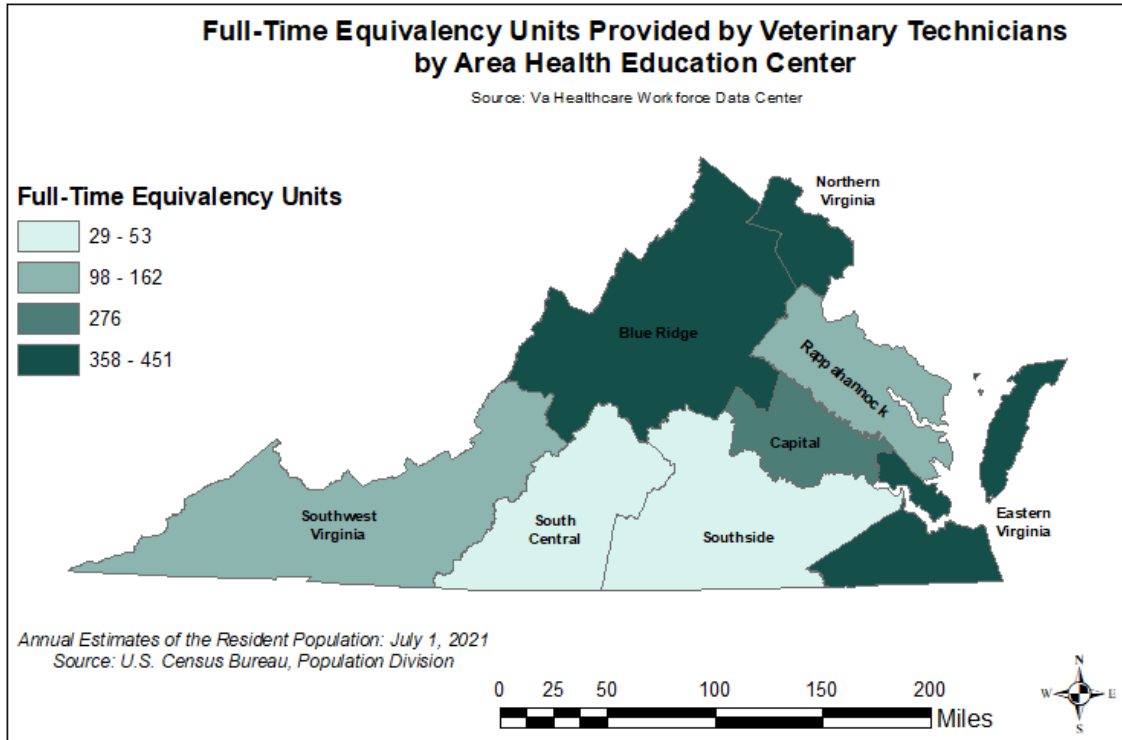 Full-Time Equivalency Units Provided by Veterinary Technicians
by Area Health Education Center
Source: Va Healthcare Workforce Data Center
Full-Time Equivalency Units
29 - 53
98 - 162
276
358 - 451
Northern
Virginia
Blue Ridge
Rappahannock
Capital
Southwest
Virginia
South
Central
Southside
Eastern
Virginia
Annual Estimates of the Resident Population: July 1, 2021
Source: U.S. Census Bureau, Population Division
0 25 50 100 150 200
Miles
N
W E
S